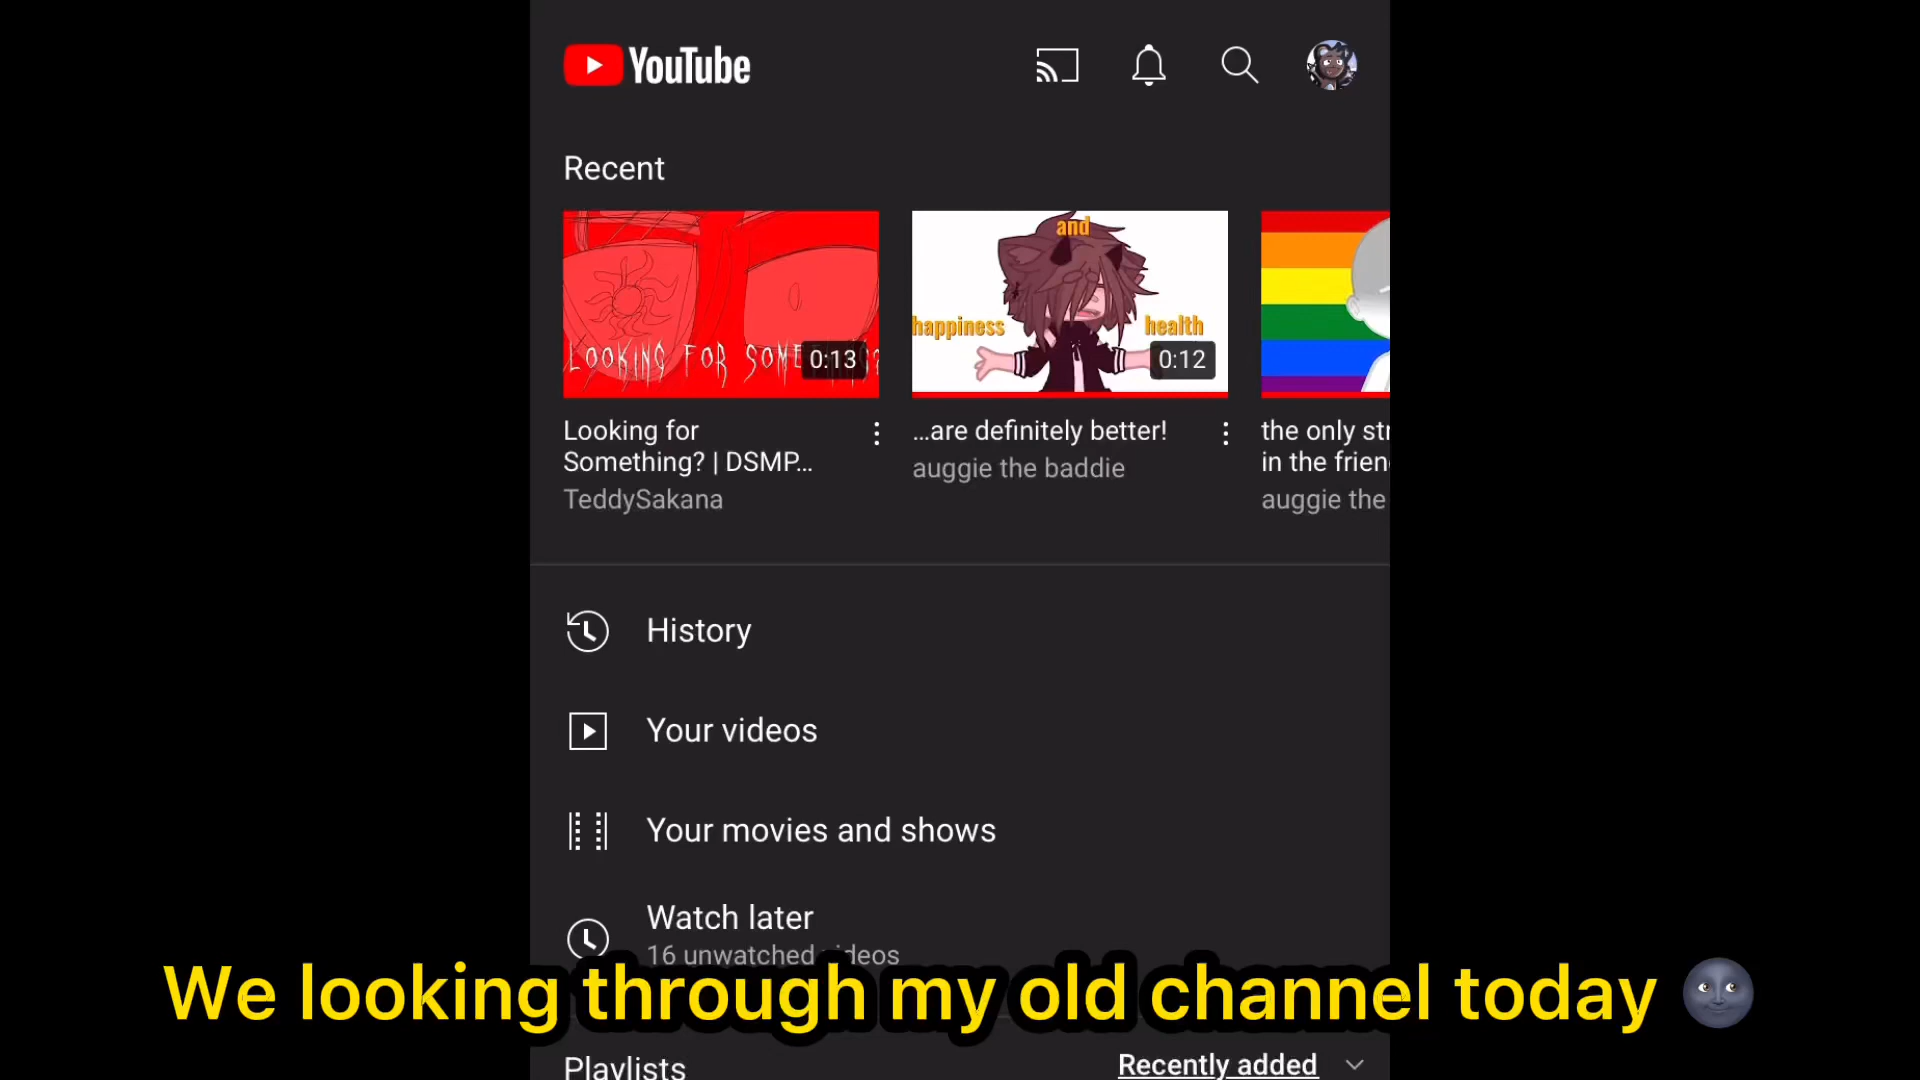 YouTube
Recent
LOOKING FOR
0:13
and
happiness
health
0:12
Looking for
Something? | DSMP...
TeddySakana
...are definitely better!
auggie the baddie
the only str
in the frien
auggie the
History
Your videos
Your movies and shows
Watch later
16 unwatched videos
We looking through my old channel today 🌚
Playlists
Recently added